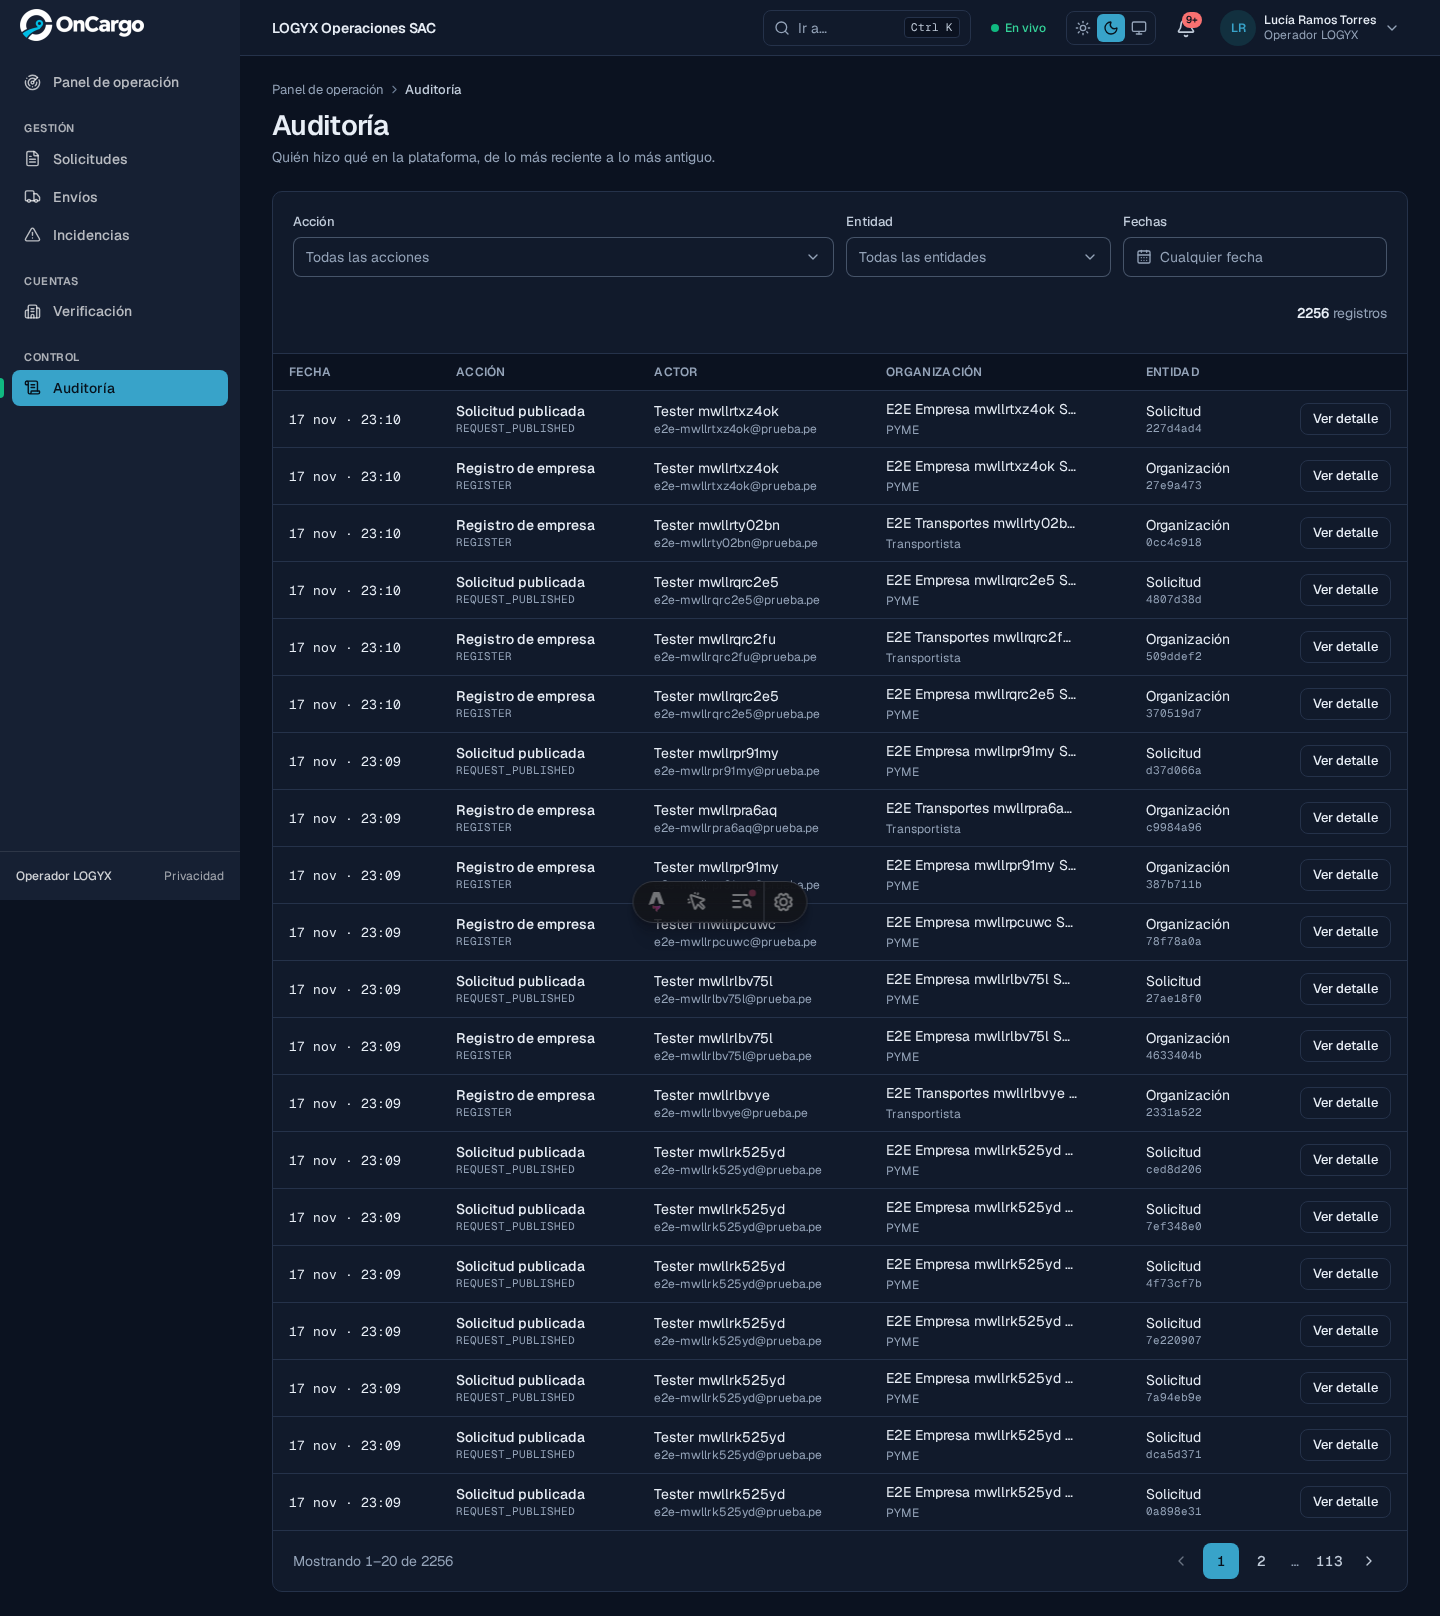 OnCargo
LOGYX Operaciones SAC
Ir a...
Ctrl K
En vivo
9+
LR
Lucía Ramos Torres
Operador LOGYX
Panel de operación
GESTIÓN
Solicitudes
Envíos
Incidencias
CUENTAS
Verificación
CONTROL
Auditoría
Operador LOGYX
Privacidad
Panel de operación > Auditoría
Auditoría
Quién hizo qué en la plataforma, de lo más reciente a lo más antiguo.
Acción
Entidad
Fechas
Todas las acciones
Todas las entidades
Cualquier fecha
2256 registros
FECHA ACCIÓN ACTOR ORGANIZACIÓN ENTIDAD
17 nov · 23:10 Solicitud publicada Tester mwllrtxz4ok E2E Empresa mwllrtxz4ok S... Solicitud Ver detalle
REQUEST_PUBLISHED e2e-mwllrtxz4ok@prueba.pe PYME 227d4ad4
17 nov · 23:10 Registro de empresa Tester mwllrtxz4ok E2E Empresa mwllrtxz4ok S... Organización Ver detalle
REGISTER e2e-mwllrtxz4ok@prueba.pe PYME 27e9a473
17 nov · 23:10 Registro de empresa Tester mwllrty02bn E2E Transportes mwllrty02b... Organización Ver detalle
REGISTER e2e-mwllrty02bn@prueba.pe Transportista 0cc4c918
17 nov · 23:10 Solicitud publicada Tester mwllrqrc2e5 E2E Empresa mwllrqrc2e5 S... Solicitud Ver detalle
REQUEST_PUBLISHED e2e-mwllrqrc2e5@prueba.pe PYME 4807d38d
17 nov · 23:10 Registro de empresa Tester mwllrqrc2fu E2E Transportes mwllrqrc2f... Organización Ver detalle
REGISTER e2e-mwllrqrc2fu@prueba.pe Transportista 509ddef2
17 nov · 23:10 Registro de empresa Tester mwllrqrc2e5 E2E Empresa mwllrqrc2e5 S... Organización Ver detalle
REGISTER e2e-mwllrqrc2e5@prueba.pe PYME 370519d7
17 nov · 23:09 Solicitud publicada Tester mwllrpr91my E2E Empresa mwllrpr91my S... Solicitud Ver detalle
REQUEST_PUBLISHED e2e-mwllrpr91my@prueba.pe PYME d37d066a
17 nov · 23:09 Registro de empresa Tester mwllrpra6aq E2E Transportes mwllrpra6a... Organización Ver detalle
REGISTER e2e-mwllrpra6aq@prueba.pe Transportista c9984a96
17 nov · 23:09 Registro de empresa Tester mwllrpr91my E2E Empresa mwllrpr91my S... Organización Ver detalle
REGISTER PYME 387b711b
17 nov · 23:09 Registro de empresa Tester mwllrpcuwc E2E Empresa mwllrpcuwc S... Organización Ver detalle
REGISTER e2e-mwllrpcuwc@prueba.pe PYME 78f78a0a
17 nov · 23:09 Solicitud publicada Tester mwllrlbv75l E2E Empresa mwllrlbv75l S... Solicitud Ver detalle
REQUEST_PUBLISHED e2e-mwllrlbv75l@prueba.pe PYME 27ae18f0
17 nov · 23:09 Registro de empresa Tester mwllrlbv75l E2E Empresa mwllrlbv75l S... Organización Ver detalle
REGISTER e2e-mwllrlbv75l@prueba.pe PYME 4633404b
17 nov · 23:09 Registro de empresa Tester mwllrlbvye E2E Transportes mwllrlbvye ... Organización Ver detalle
REGISTER e2e-mwllrlbvye@prueba.pe Transportista 2331a522
17 nov · 23:09 Solicitud publicada Tester mwllrk525yd E2E Empresa mwllrk525yd ... Solicitud Ver detalle
REQUEST_PUBLISHED e2e-mwllrk525yd@prueba.pe PYME ced8d206
17 nov · 23:09 Solicitud publicada Tester mwllrk525yd E2E Empresa mwllrk525yd ... Solicitud Ver detalle
REQUEST_PUBLISHED e2e-mwllrk525yd@prueba.pe PYME 7ef348e0
17 nov · 23:09 Solicitud publicada Tester mwllrk525yd E2E Empresa mwllrk525yd ... Solicitud Ver detalle
REQUEST_PUBLISHED e2e-mwllrk525yd@prueba.pe PYME 4f73cf7b
17 nov · 23:09 Solicitud publicada Tester mwllrk525yd E2E Empresa mwllrk525yd ... Solicitud Ver detalle
REQUEST_PUBLISHED e2e-mwllrk525yd@prueba.pe PYME 7e220907
17 nov · 23:09 Solicitud publicada Tester mwllrk525yd E2E Empresa mwllrk525yd ... Solicitud Ver detalle
REQUEST_PUBLISHED e2e-mwllrk525yd@prueba.pe PYME 7a94eb9e
17 nov · 23:09 Solicitud publicada Tester mwllrk525yd E2E Empresa mwllrk525yd ... Solicitud Ver detalle
REQUEST_PUBLISHED e2e-mwllrk525yd@prueba.pe PYME dca5d371
17 nov · 23:09 Solicitud publicada Tester mwllrk525yd E2E Empresa mwllrk525yd ... Solicitud Ver detalle
REQUEST_PUBLISHED e2e-mwllrk525yd@prueba.pe PYME 0a898e31
Mostrando 1–20 de 2256
1 2 ... 113